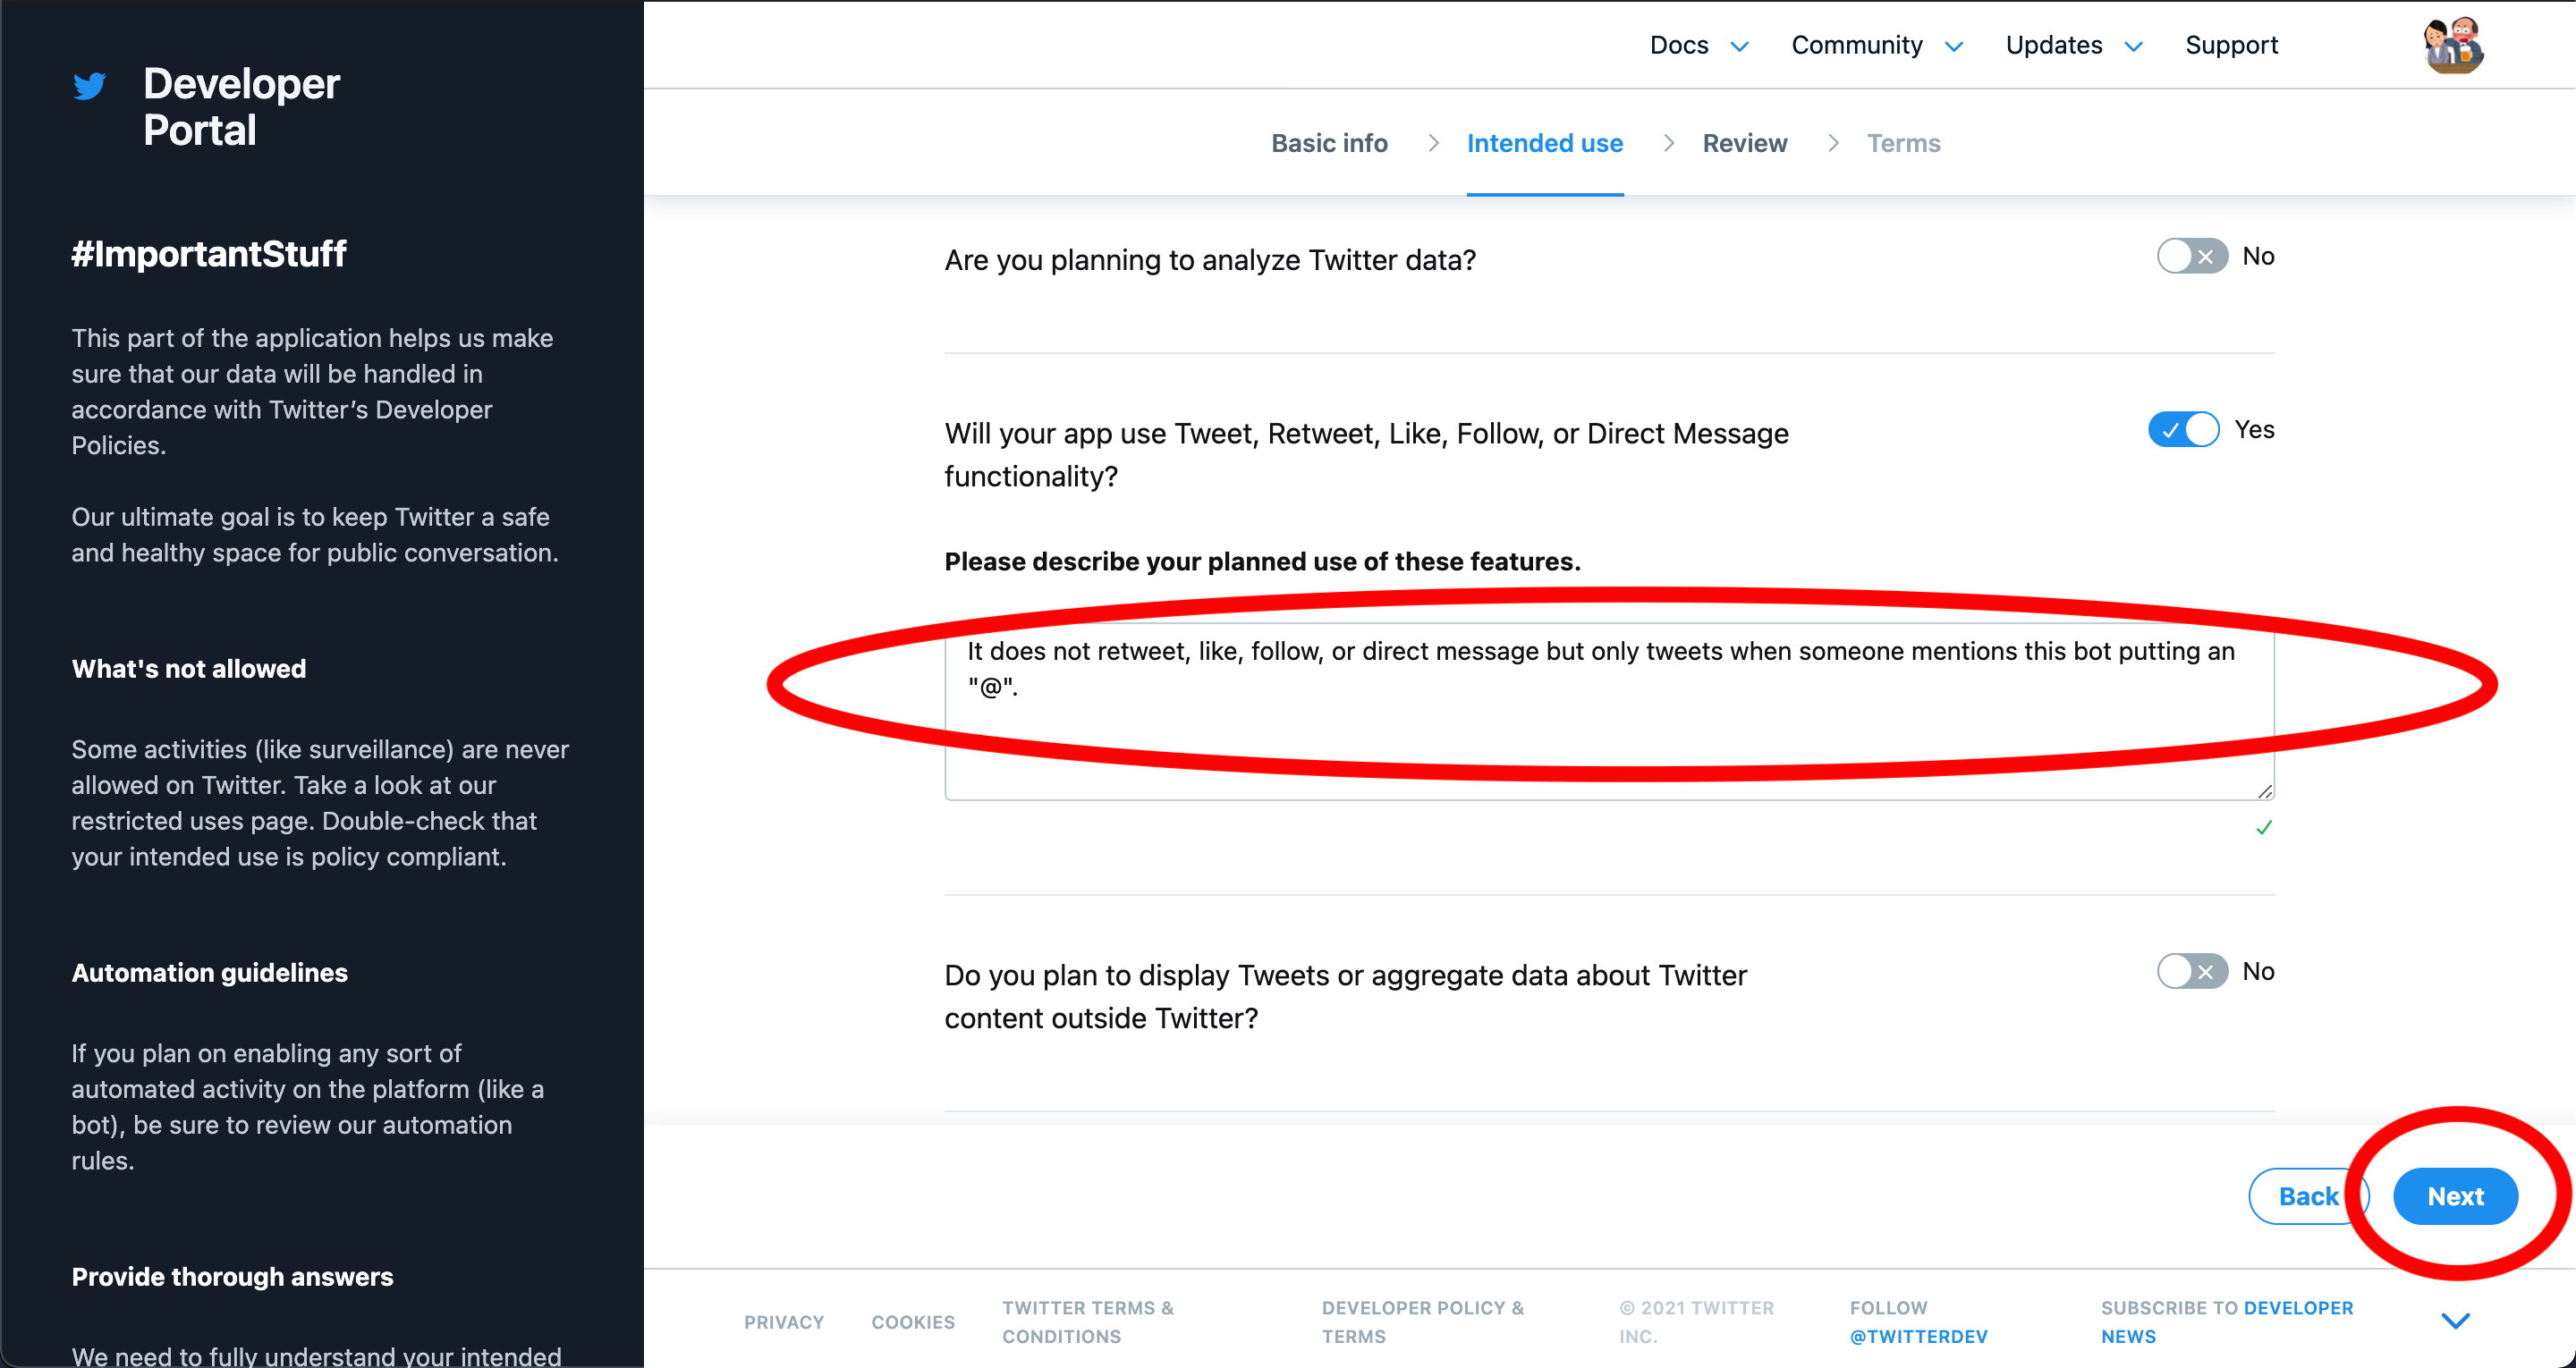 Developer
Portal
#ImportantStuff
This part of the application helps us make
sure that our data will be handled in
accordance with Twitter’s Developer
Policies.
Our ultimate goal is to keep Twitter a safe
and healthy space for public conversation.
What's not allowed
Some activities (like surveillance) are never
allowed on Twitter. Take a look at our
restricted uses page. Double-check that
your intended use is policy compliant.
Automation guidelines
If you plan on enabling any sort of
automated activity on the platform (like a
bot), be sure to review our automation
rules.
Provide thorough answers
We need to fully understand your intended
Docs Community Updates Support
Basic info Intended use Review Terms
Are you planning to analyze Twitter data? No
Will your app use Tweet, Retweet, Like, Follow, or Direct Message Yes
functionality?
Please describe your planned use of these features.
It does not retweet, like, follow, or direct message but only tweets when someone mentions this bot putting an
"@".
Do you plan to display Tweets or aggregate data about Twitter No
content outside Twitter?
Back Next
PRIVACY COOKIES
TWITTER TERMS &
CONDITIONS
DEVELOPER POLICY &
TERMS
© 2021 TWITTER
INC.
FOLLOW
@TWITTERDEV
SUBSCRIBE TO DEVELOPER
NEWS